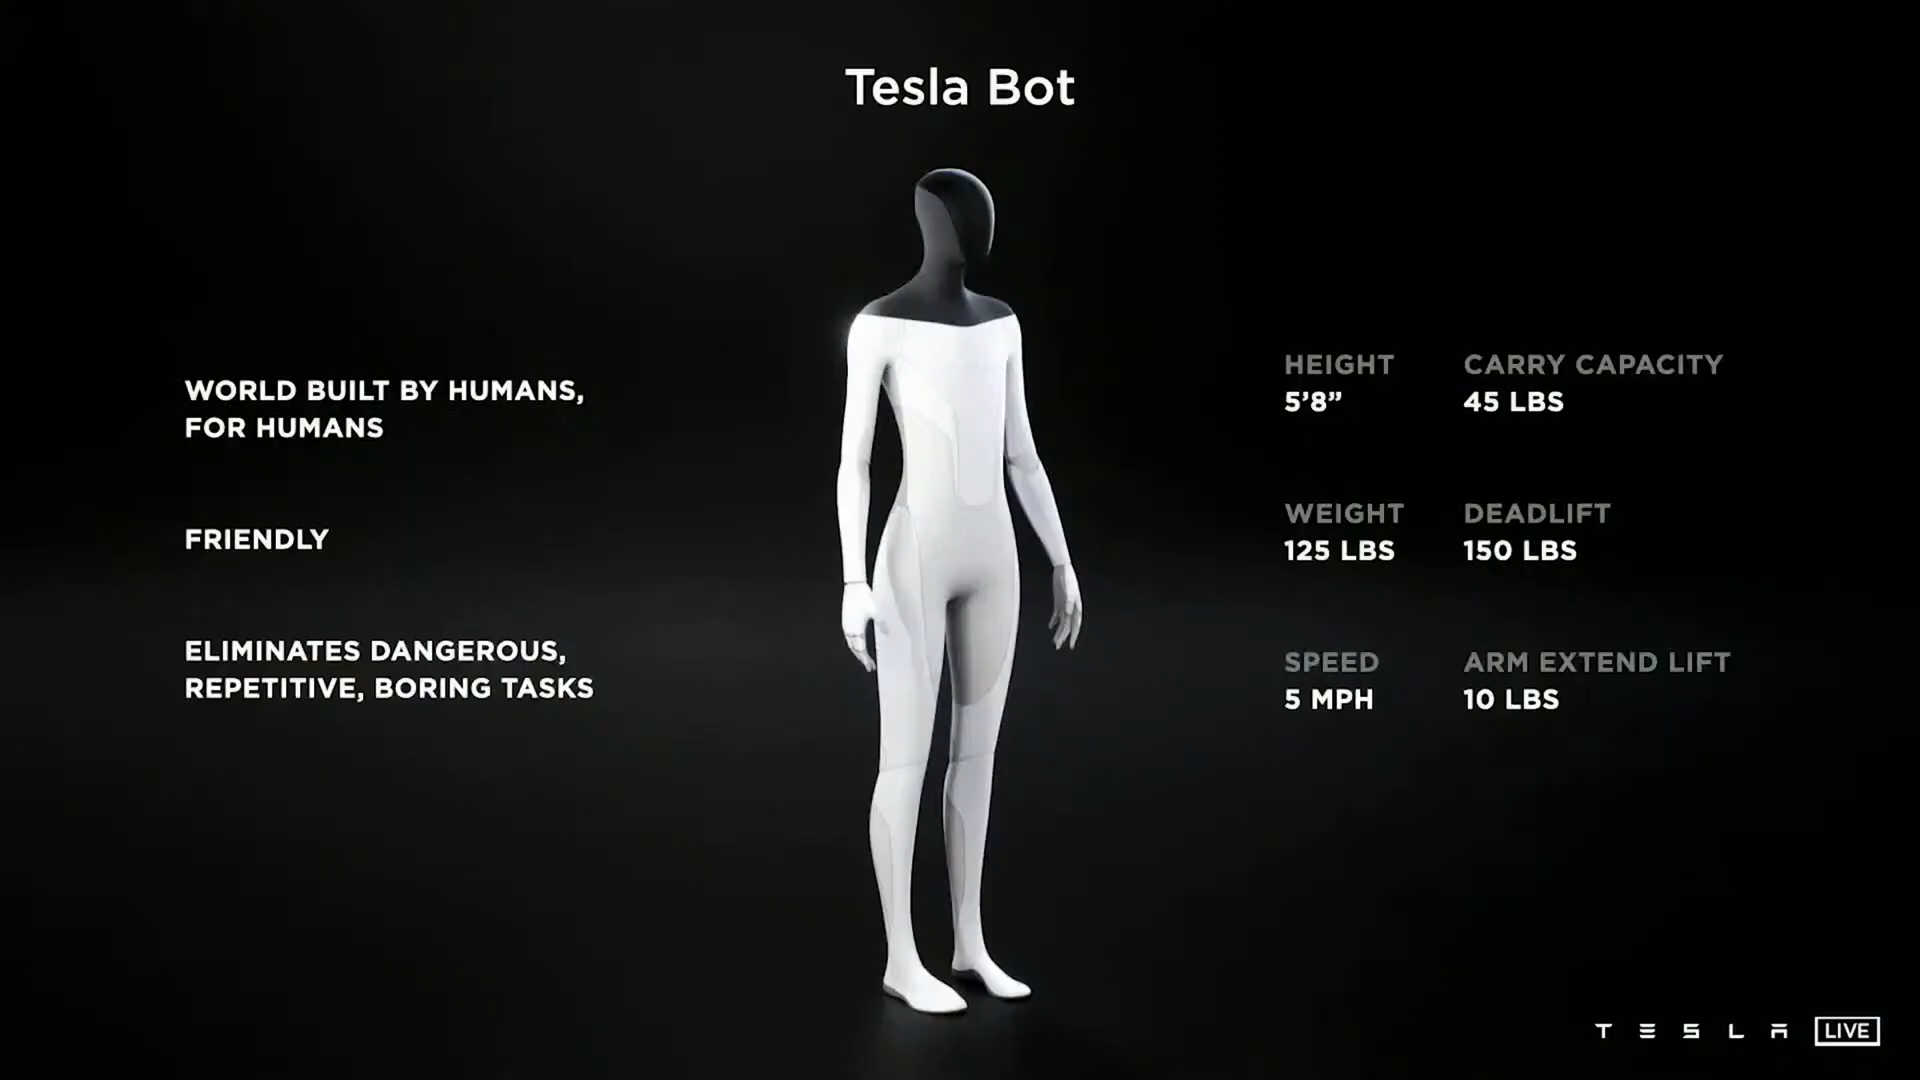 Tesla Bot
WORLD BUILT BY HUMANS,
FOR HUMANS
FRIENDLY
ELIMINATES DANGEROUS,
REPETITIVE, BORING TASKS
HEIGHT
5’8”
CARRY CAPACITY
45 LBS
WEIGHT
125 LBS
DEADLIFT
150 LBS
SPEED
5 MPH
ARM EXTEND LIFT
10 LBS
TESLA LIVE